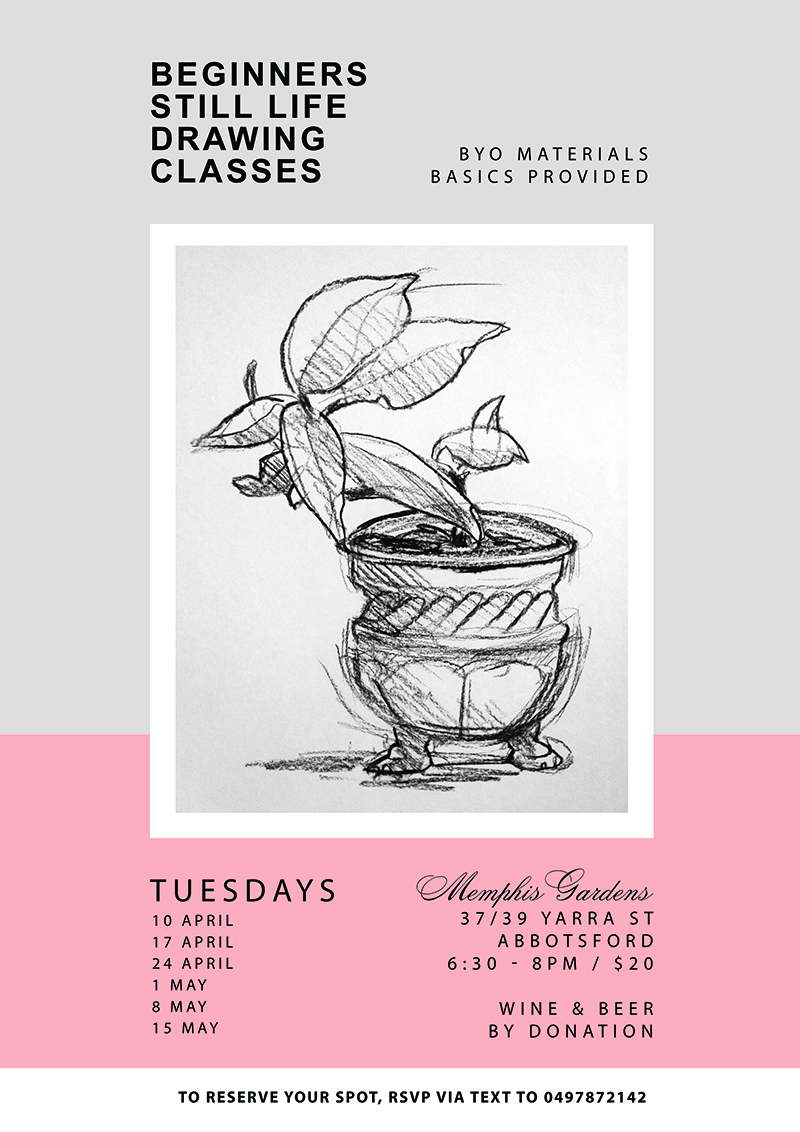 BEGINNERS
STILL LIFE
DRAWING
CLASSES
BYO MATERIALS
BASICS PROVIDED
TUESDAYS
10 APRIL
17 APRIL
24 APRIL
1 MAY
8 MAY
15 MAY
Memphis Gardens
37/39 YARRA ST
ABBOTSFORD
6:30 - 8PM / $20
WINE & BEER
BY DONATION
TO RESERVE YOUR SPOT, RSVP VIA TEXT TO 0497872142